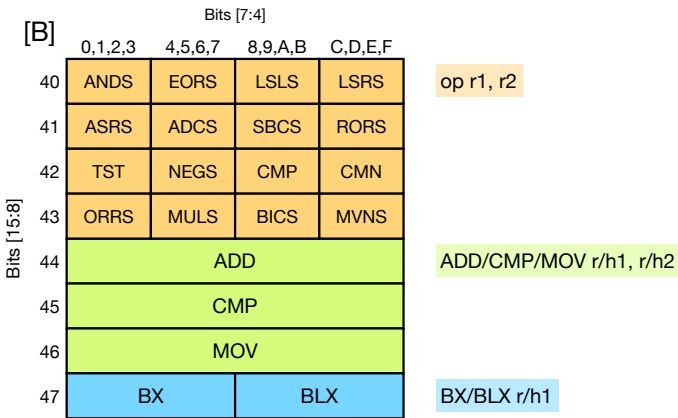 Bits [7:4]
[B]
0,1,2,3 4,5,6,7 8,9,A,B C,D,E,F
40 ANDS EORS LSLS LSRS op r1, r2
41 ASRS ADCS SBCS RORS
42 TST NEGS CMP CMN
43 ORRS MULS BICS MVNS
Bits [15:8]
44 ADD ADD/CMP/MOV r/h1, r/h2
45 CMP
46 MOV
47 BX BLX BX/BLX r/h1